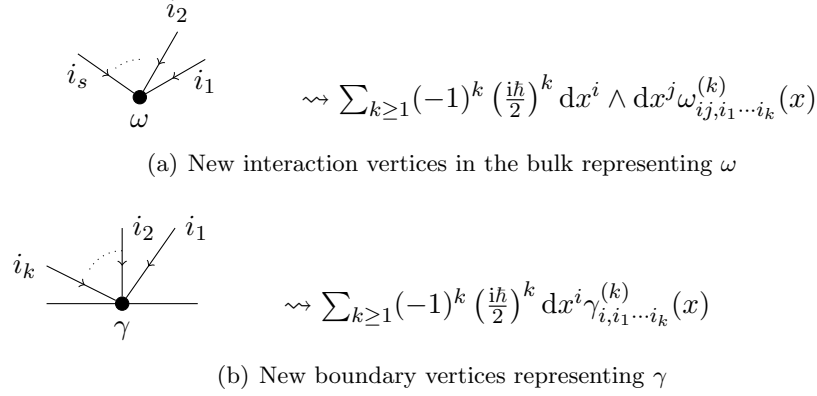 i_2
i_s i_1
ω
⇝ ∑_{k≥1}(−1)^k (iℏ/2)^k dx^i ∧ dx^j ω^{(k)}_{ij,i_1⋯i_k}(x)
(a) New interaction vertices in the bulk representing ω
i_2 i_1
i_k
γ
⇝ ∑_{k≥1}(−1)^k (iℏ/2)^k dx^i γ^{(k)}_{i,i_1⋯i_k}(x)
(b) New boundary vertices representing γ